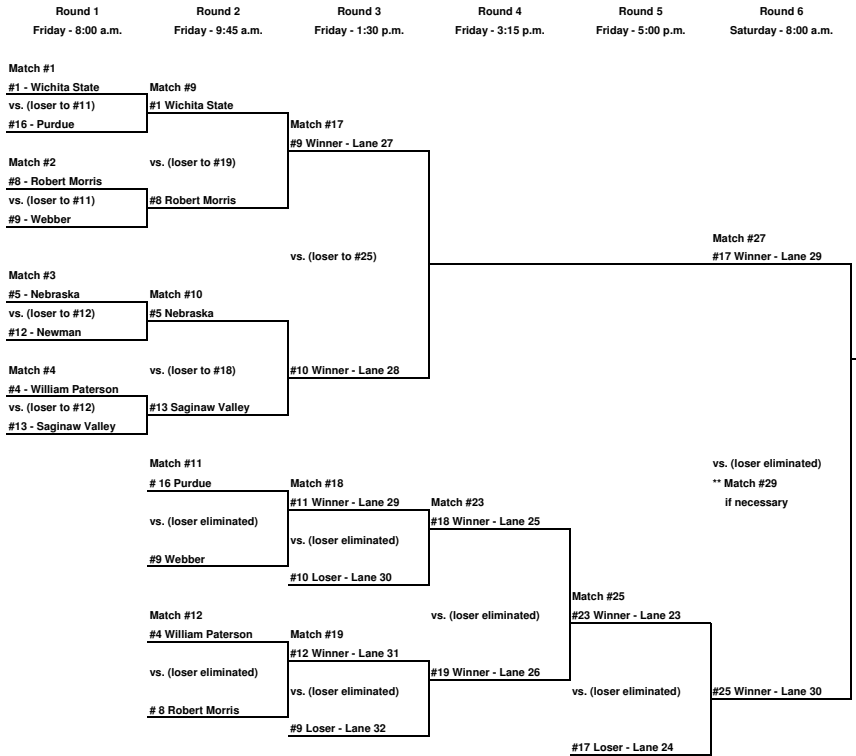 Round 1
Friday - 8:00 a.m.
Round 2
Friday - 9:45 a.m.
Round 3
Friday - 1:30 p.m.
Round 4
Friday - 3:15 p.m.
Round 5
Friday - 5:00 p.m.
Round 6
Saturday - 8:00 a.m.
Match #1
#1 - Wichita State
vs. (loser to #11)
#16 - Purdue
Match #2
#8 - Robert Morris
vs. (loser to #11)
#9 - Webber
Match #3
#5 - Nebraska
vs. (loser to #12)
#12 - Newman
Match #4
#4 - William Paterson
vs. (loser to #12)
#13 - Saginaw Valley
Match #9
#1 Wichita State
vs. (loser to #19)
#8 Robert Morris
Match #10
#5 Nebraska
vs. (loser to #18)
#13 Saginaw Valley
Match #11
# 16 Purdue
vs. (loser eliminated)
#9 Webber
Match #12
#4 William Paterson
vs. (loser eliminated)
# 8 Robert Morris
Match #17
#9 Winner - Lane 27
vs. (loser to #25)
#10 Winner - Lane 28
Match #18
#11 Winner - Lane 29
vs. (loser eliminated)
#10 Loser - Lane 30
Match #19
#12 Winner - Lane 31
vs. (loser eliminated)
#9 Loser - Lane 32
Match #23
#18 Winner - Lane 25
vs. (loser eliminated)
#19 Winner - Lane 26
Match #25
#23 Winner - Lane 23
vs. (loser eliminated)
#17 Loser - Lane 24
Match #27
#17 Winner - Lane 29
vs. (loser eliminated)
** Match #29
if necessary
#25 Winner - Lane 30